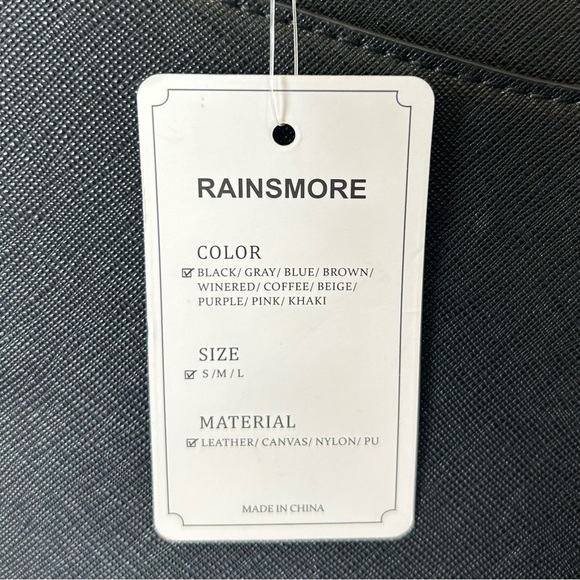 RAINSMORE
COLOR
☑ BLACK/ GRAY/ BLUE/ BROWN/
WINERED/ COFFEE/ BEIGE/
PURPLE/ PINK/ KHAKI
SIZE
☑ S /M / L
MATERIAL
☑ LEATHER/ CANVAS/ NYLON/ PU
MADE IN CHINA